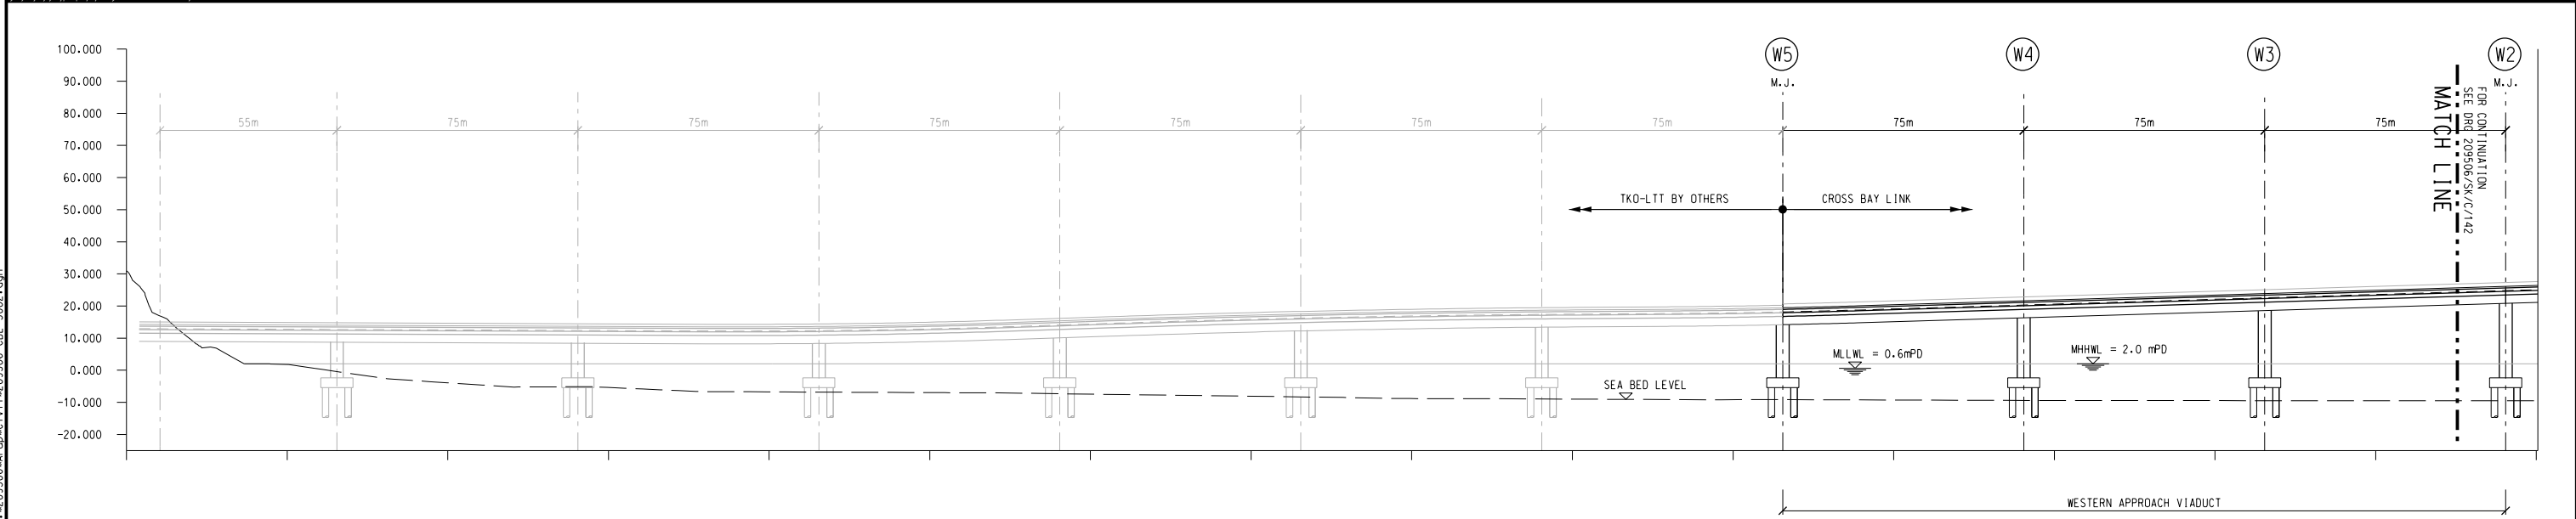 100.000
90.000
80.000
70.000
60.000
50.000
40.000
30.000
20.000
10.000
0.000
-10.000
-20.000
55m
75m
75m
75m
75m
75m
75m
75m
75m
75m
W5
M.J.
W4
W3
W2
M.J.
MATCH LINE
FOR CONTINUATION
SEE DRG 209506/SK/C/142
TKO-LTT BY OTHERS
CROSS BAY LINK
MLLWL = 0.6mPD
MHHWL = 2.0 mPD
SEA BED LEVEL
WESTERN APPROACH VIADUCT